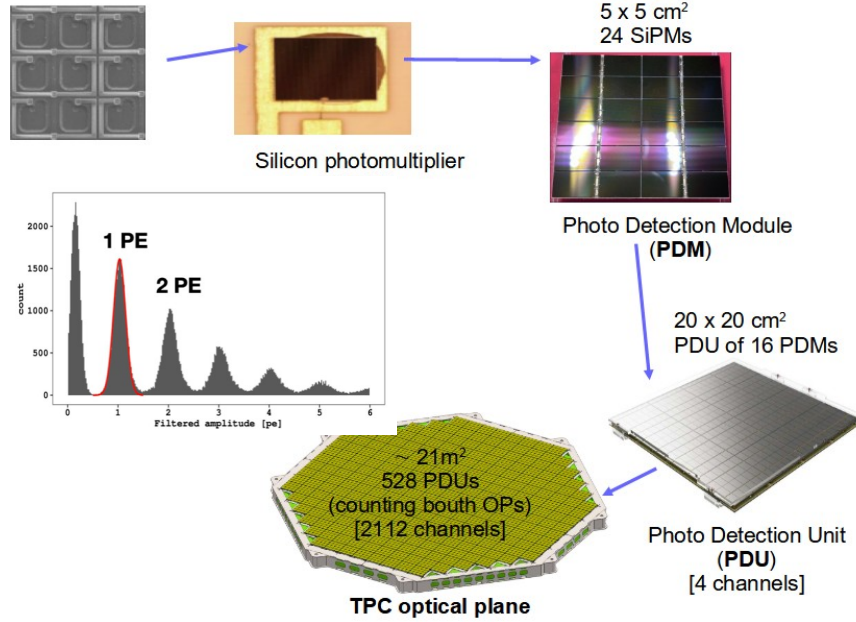 5 x 5 cm²
24 SiPMs
Silicon photomultiplier
Photo Detection Module
(PDM)
1 PE
2 PE
count
2000
1500
1000
500
0
0 1 2 3 4 5 6
Filtered amplitude [pe]
20 x 20 cm²
PDU of 16 PDMs
~ 21m²
528 PDUs
(counting bouth OPs)
[2112 channels]
Photo Detection Unit
(PDU)
[4 channels]
TPC optical plane